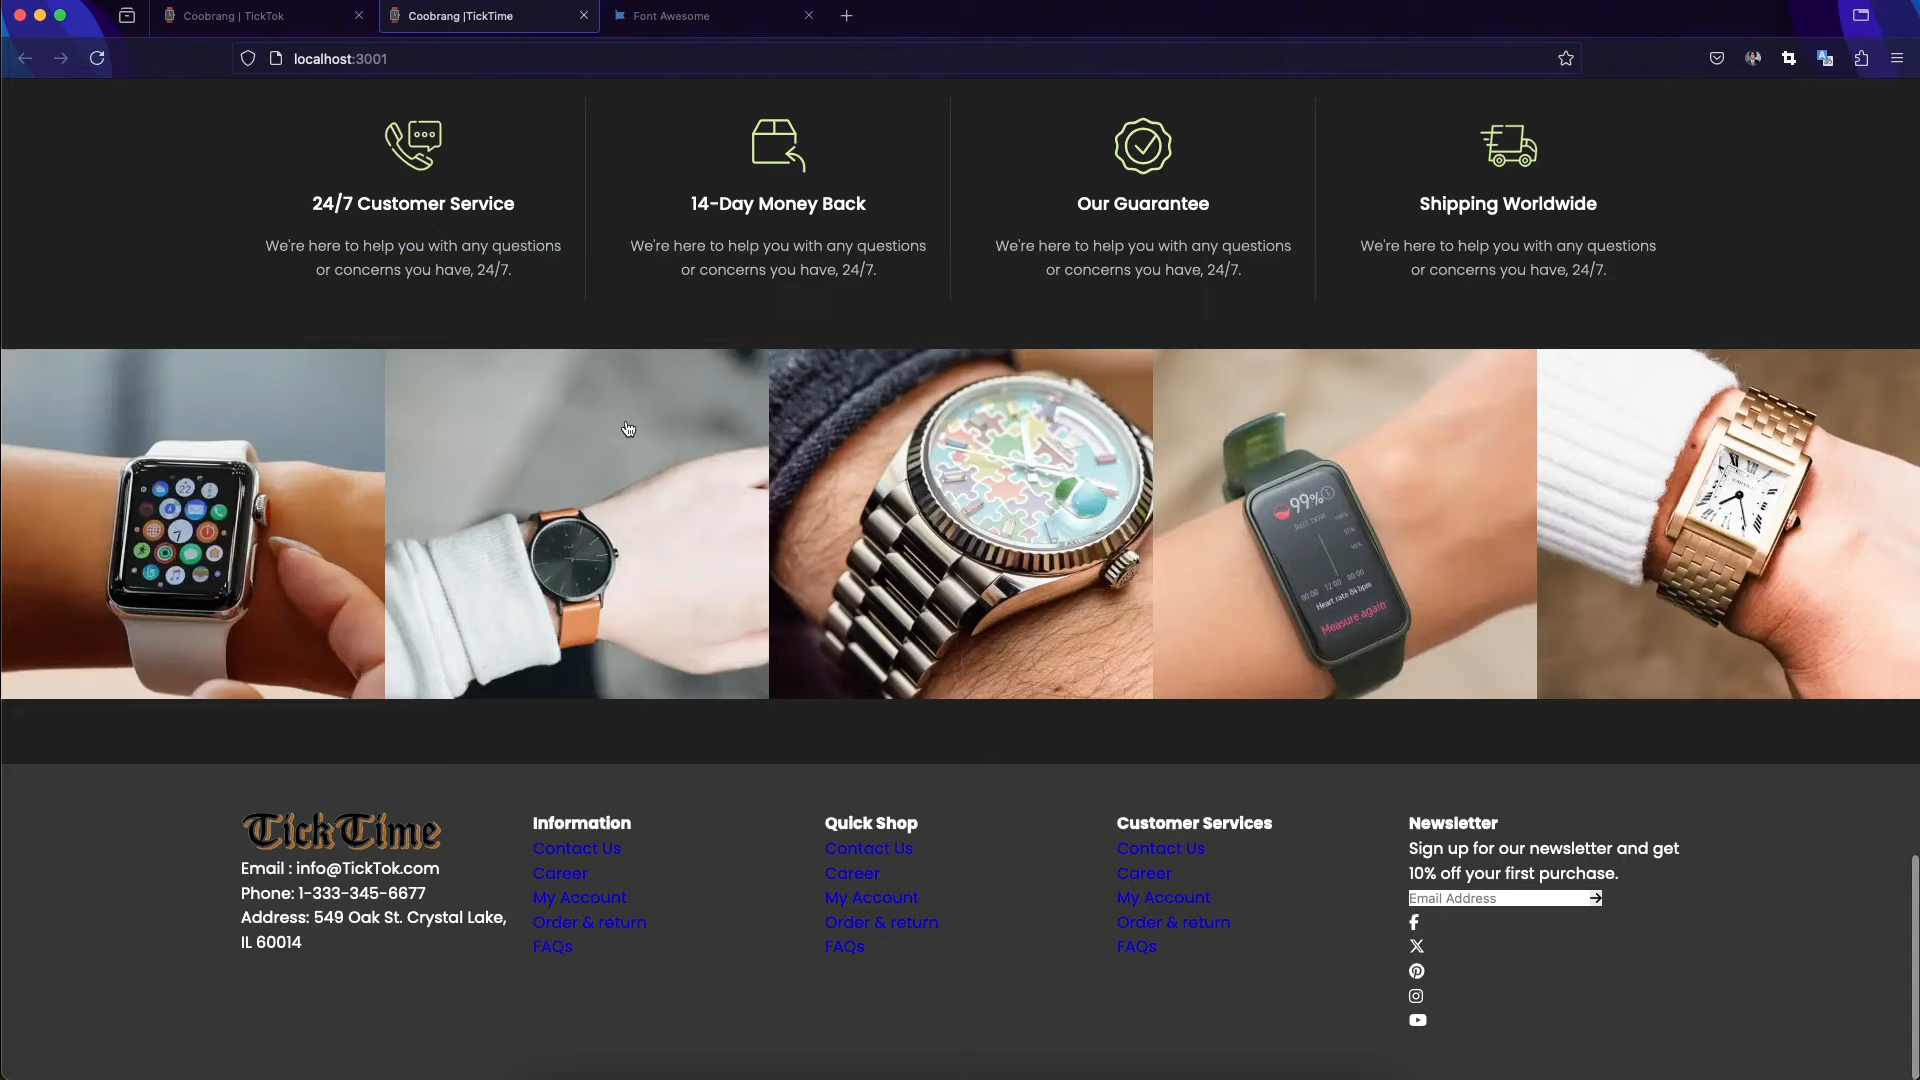 Coobrang | TickTok
Coobrang |TickTime
Font Awesome
localhost:3001
24/7 Customer Service
14-Day Money Back
Our Guarantee
Shipping Worldwide
We're here to help you with any questions
or concerns you have, 24/7.
We're here to help you with any questions
or concerns you have, 24/7.
We're here to help you with any questions
or concerns you have, 24/7.
We're here to help you with any questions
or concerns you have, 24/7.
22
99%
Just now
Heart rate 84 bpm
Measure again
TickTime
Email : info@TickTok.com
Phone: 1-333-345-6677
Address: 549 Oak St. Crystal Lake,
IL 60014
Information
Contact Us
Career
My Account
Order & return
FAQs
Quick Shop
Contact Us
Career
My Account
Order & return
FAQs
Customer Services
Contact Us
Career
My Account
Order & return
FAQs
Newsletter
Sign up for our newsletter and get
10% off your first purchase.
Email Address